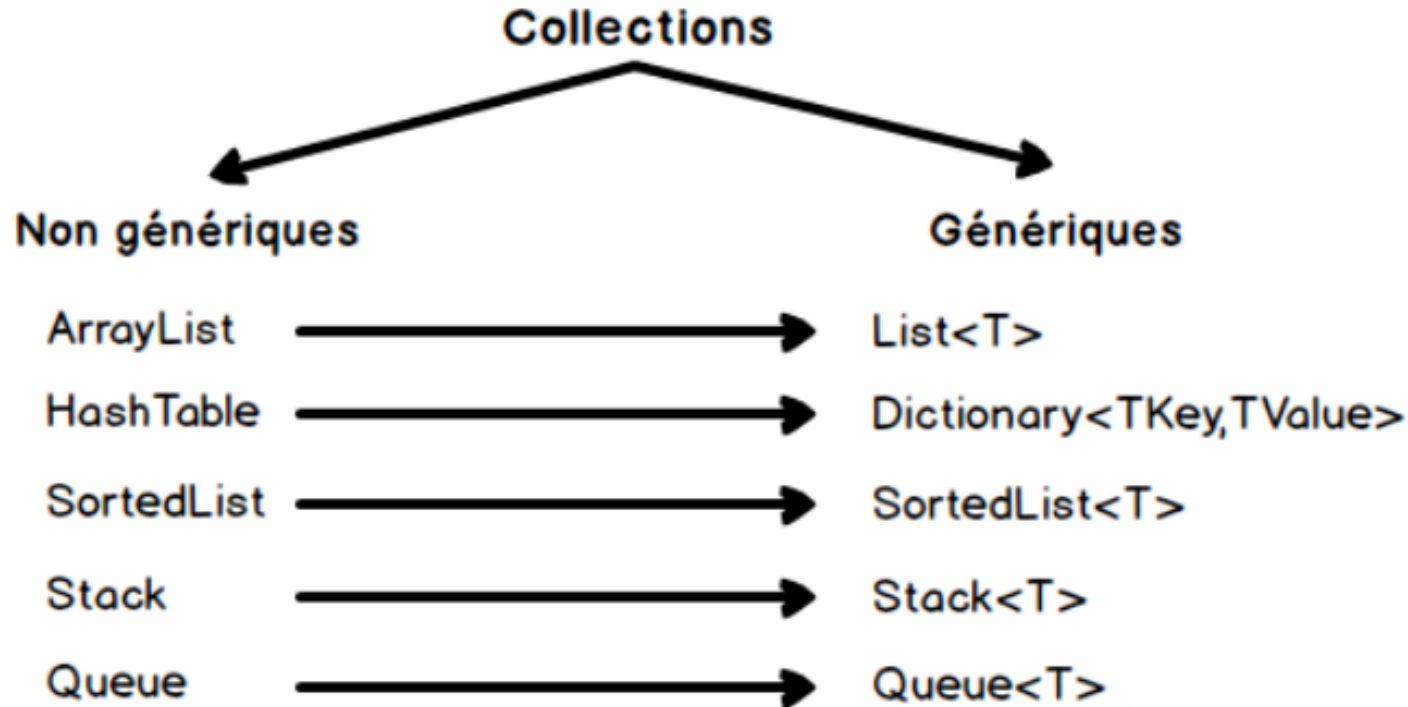 Collections
Non génériques Génériques
ArrayList List<T>
HashTable Dictionary<TKey,TValue>
SortedList SortedList<T>
Stack Stack<T>
Queue Queue<T>